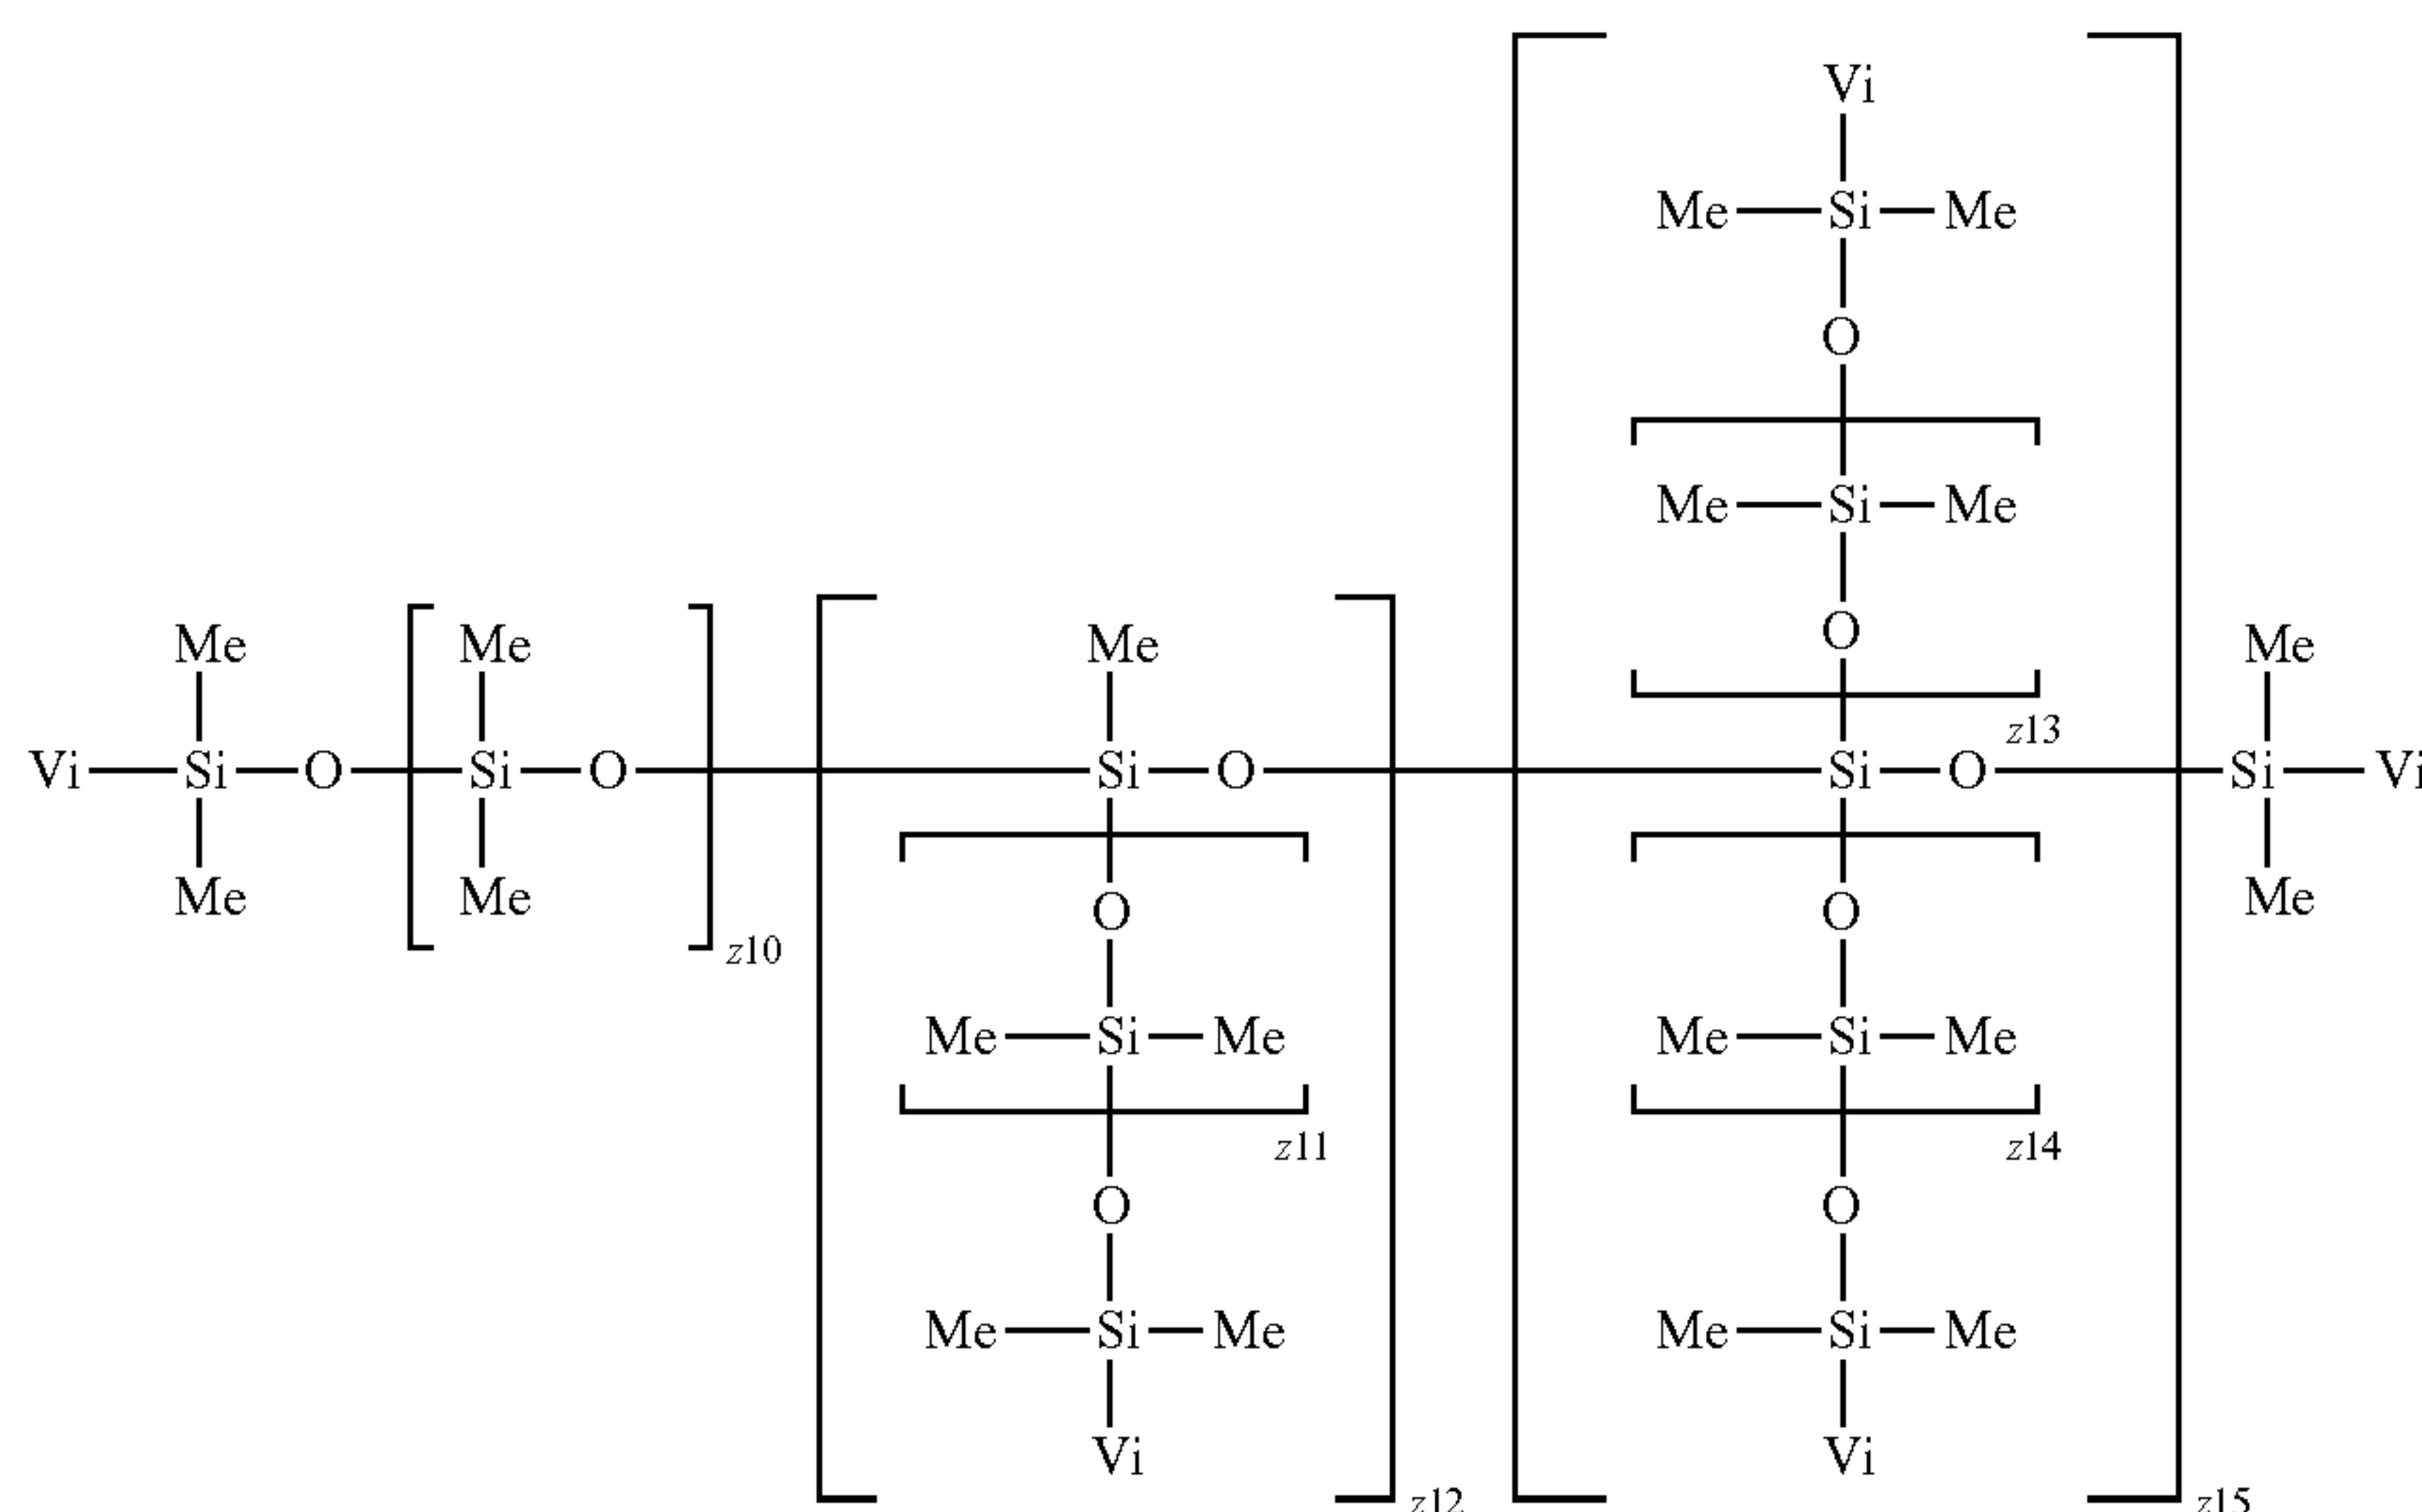 Vi
Me Si Me
O
Me Si Me
O
Me Me Me Me
z13
Vi Si O Si O Si O Si O Si Vi
Me Me O O Me
z10
Me Si Me Me Si Me
z11 z14
O O
Me Si Me Me Si Me
Vi Vi
z12 z15